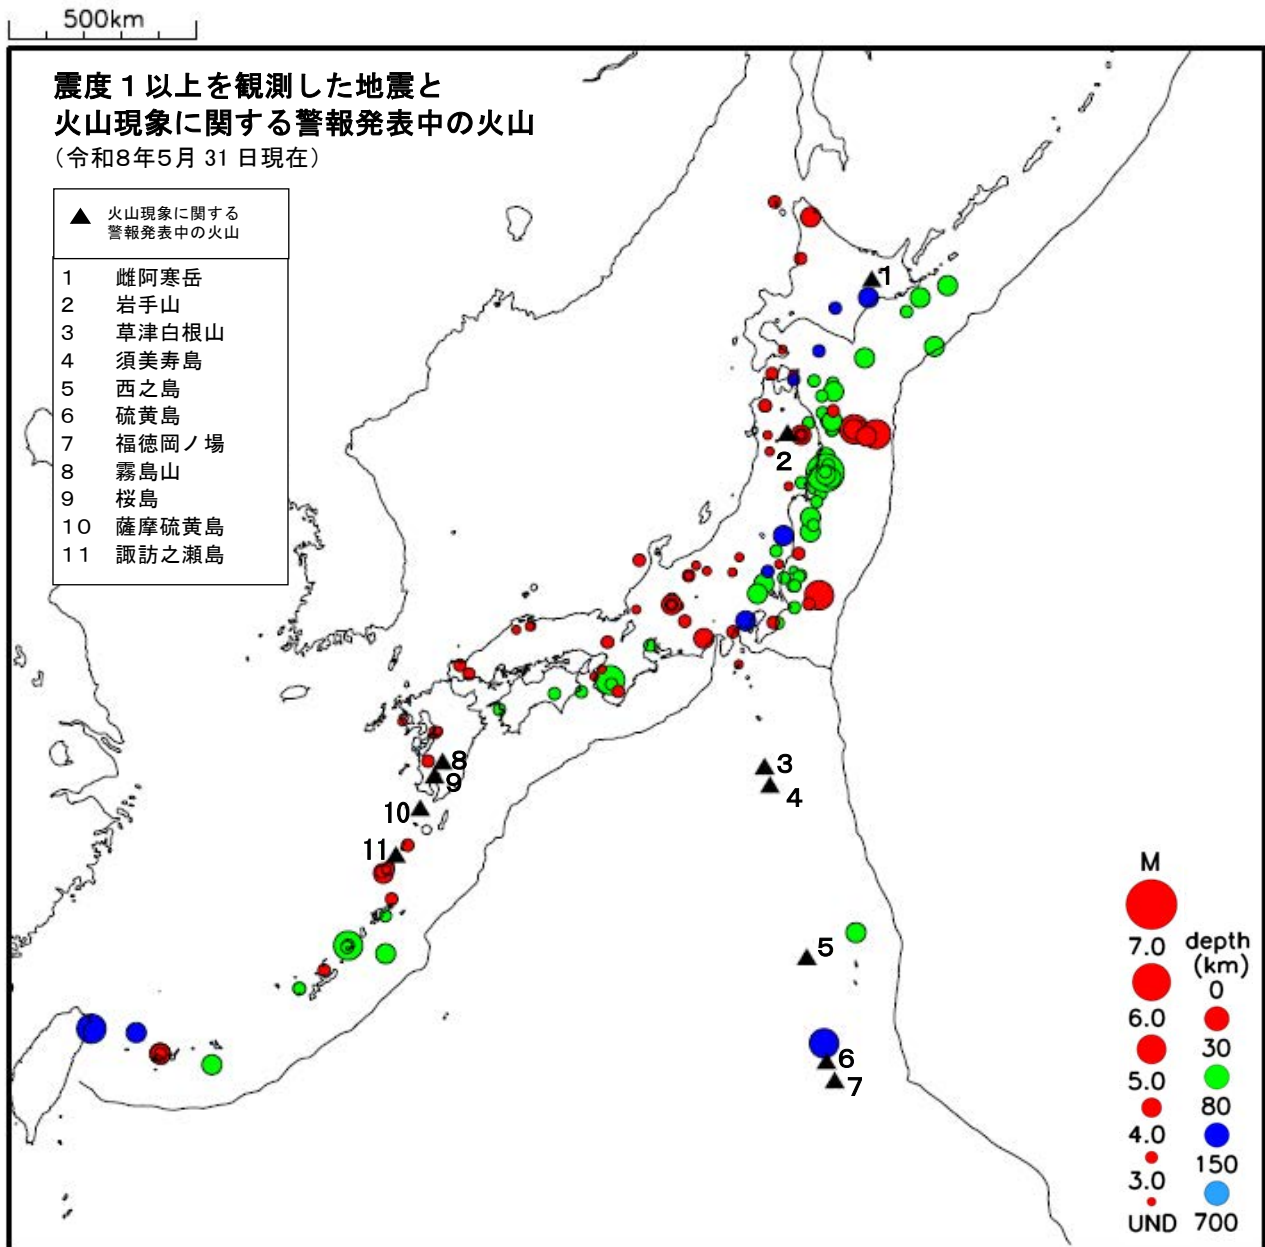 500km
震度１以上を観測した地震と
火山現象に関する警報発表中の火山
（令和8年5月 31 日現在）
▲ 火山現象に関する
警報発表中の火山
1 雌阿寒岳
2 岩手山
3 草津白根山
4 須美寿島
5 西之島
6 硫黄島
7 福徳岡ノ場
8 霧島山
9 桜島
10 薩摩硫黄島
11 諏訪之瀬島
1
2
8
9
3
4
10
11
5
6
7
M
7.0
6.0
5.0
4.0
3.0
UND
depth
(km)
0
30
80
150
700